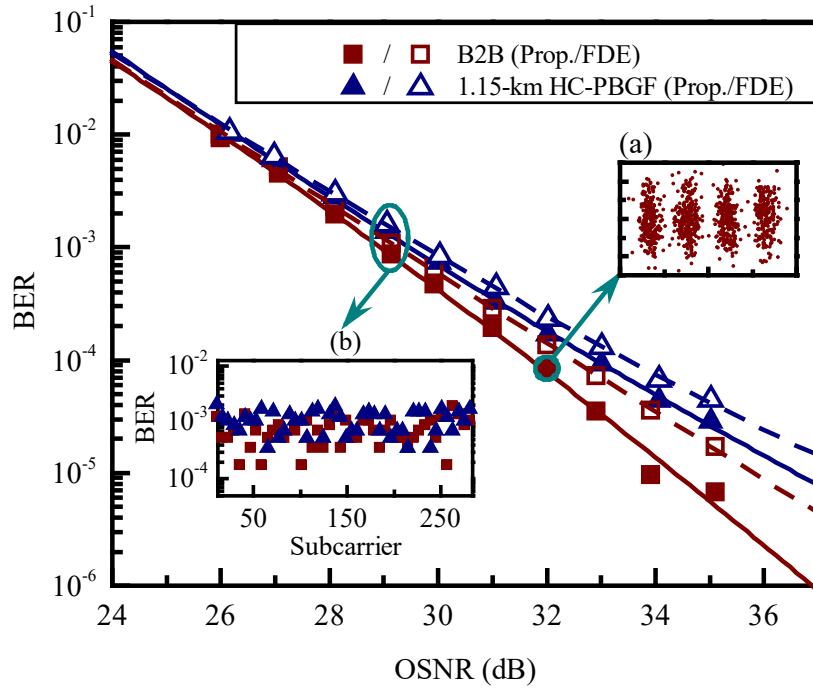 10^-1
10^-2
10^-3
10^-4
10^-5
10^-6
BER
/ B2B (Prop./FDE)
/ 1.15-km HC-PBGF (Prop./FDE)
(a)
(b)
10^-2
10^-3
10^-4
BER
50 150 250
Subcarrier
24 26 28 30 32 34 36
OSNR (dB)